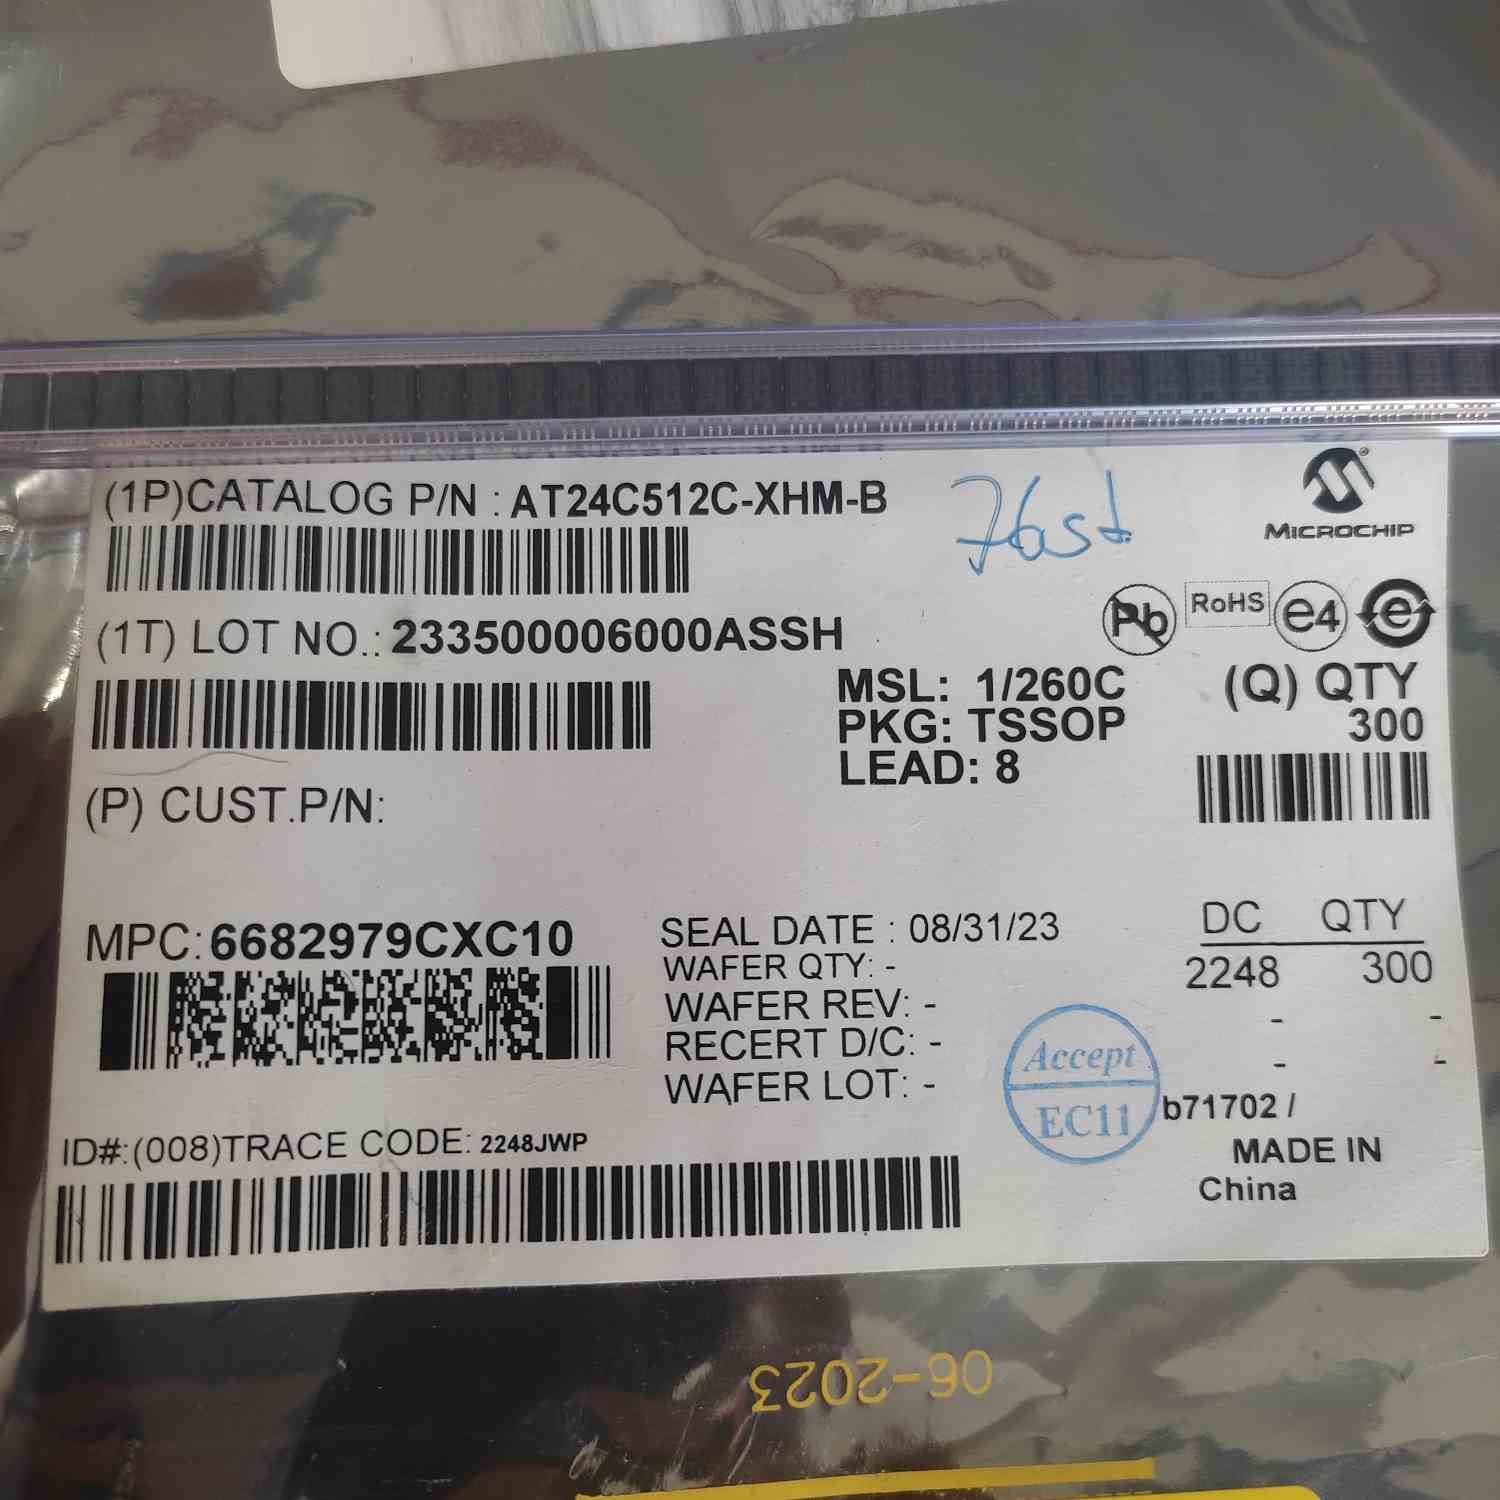 (1P)CATALOG P/N : AT24C512C-XHM-B
76st.
MICROCHIP
(1T) LOT NO.: 233500006000ASSH
Pb
RoHS
e4
e
MSL: 1/260C
PKG: TSSOP
LEAD: 8
(Q) QTY
300
(P) CUST.P/N:
MPC: 6682979CXC10
SEAL DATE : 08/31/23
WAFER QTY: -
WAFER REV: -
RECERT D/C: -
WAFER LOT: -
DC QTY
2248 300
- -
- -
Accept
EC11
b71702 /
MADE IN
China
ID#:(008)TRACE CODE: 2248JWP
06-2023